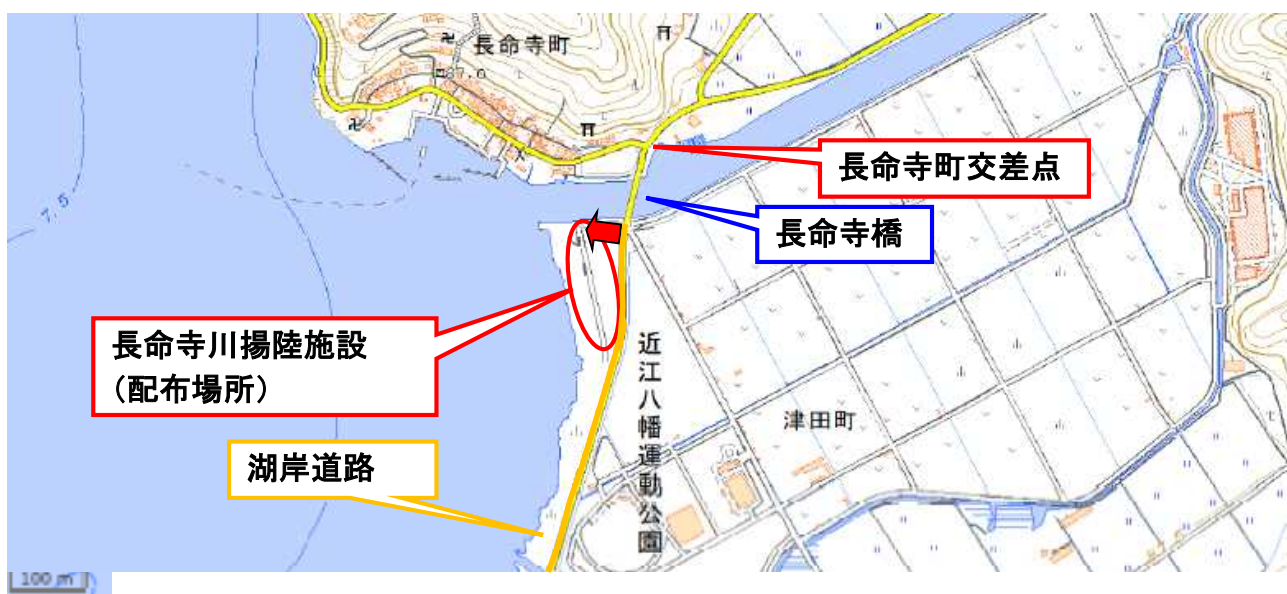 長命寺町
87.0
長命寺町交差点
7.5
長命寺橋
長命寺川揚陸施設
(配布場所)
近江八幡運動公園
津田町
湖岸道路
100 m